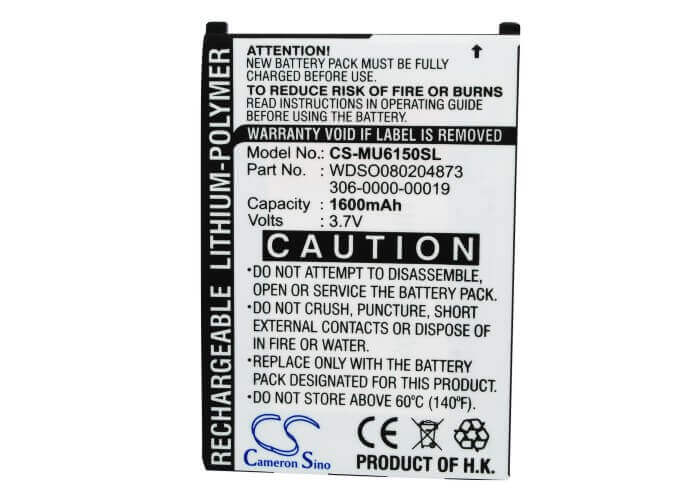 RECHARGEABLE LITHIUM-POLYMER
ATTENTION!
NEW BATTERY PACK MUST BE FULLY
CHARGED BEFORE INITIAL USE.
TO REDUCE RISK OF FIRE OR BURNS
READ INSTRUCTIONS IN OPERATING GUIDE
BEFORE BATTERY USE.
WARRANTY VOID IF LABEL IS REMOVED
Model No.: CS-MU6150SL
Part No. : WDSO080204873
306-0000-00019
Capacity : 1600mAh
Volts : 3.7V
CAUTION
•DO NOT ATTEMPT TO DISASSEMBLE,
OPEN OR SERVICE THE BATTERY PACK.
•DO NOT CRUSH, PUNCTURE, SHORT
EXTERNAL CONTACTS OR DISPOSE OF
IN FIRE OR WATER.
•REPLACE ONLY WITH THE BATTERY
PACK DESIGNATED FOR THIS EQUIPMENT.
•DO NOT STORE ABOVE 60°C (140°F).
CS
Cameron Sino
CE
PRODUCT OF H.K.